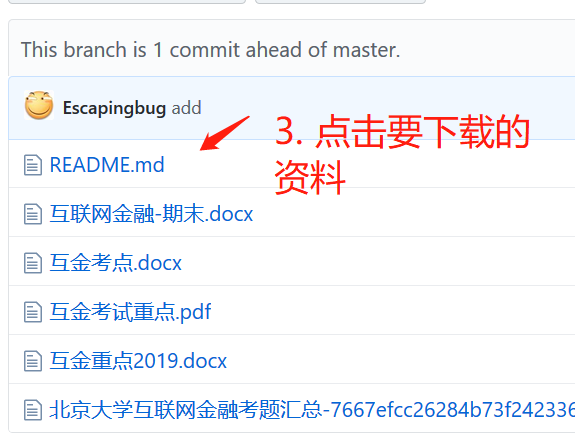 This branch is 1 commit ahead of master.
Escapingbug add
3. 点击要下载的
资料
README.md
互联网金融-期末.docx
互金考点.docx
互金考试重点.pdf
互金重点2019.docx
北京大学互联网金融考题汇总-7667efcc26284b73f242336